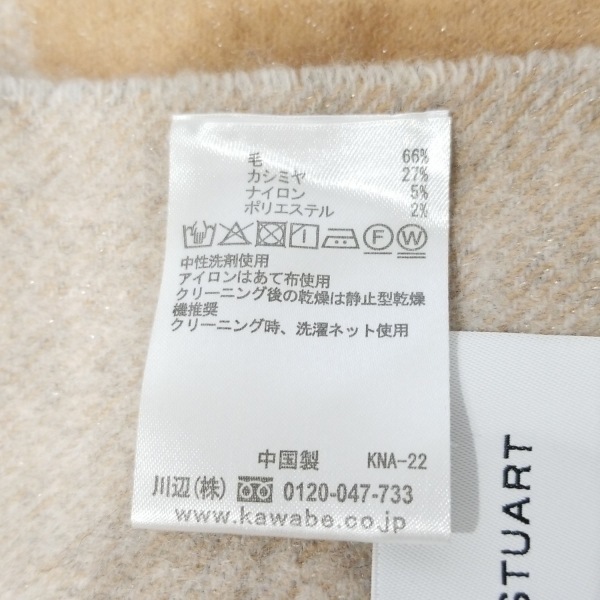 毛 66%
カシミヤ 27%
ナイロン 5%
ポリエステル 2%
F W
中性洗剤使用
アイロンはあて布使用
クリーニング後の乾燥は静止型乾燥
機推奨
クリーニング時、洗濯ネット使用
中国製 KNA-22
川辺(株) 0120-047-733
www.kawabe.co.jp
STUART